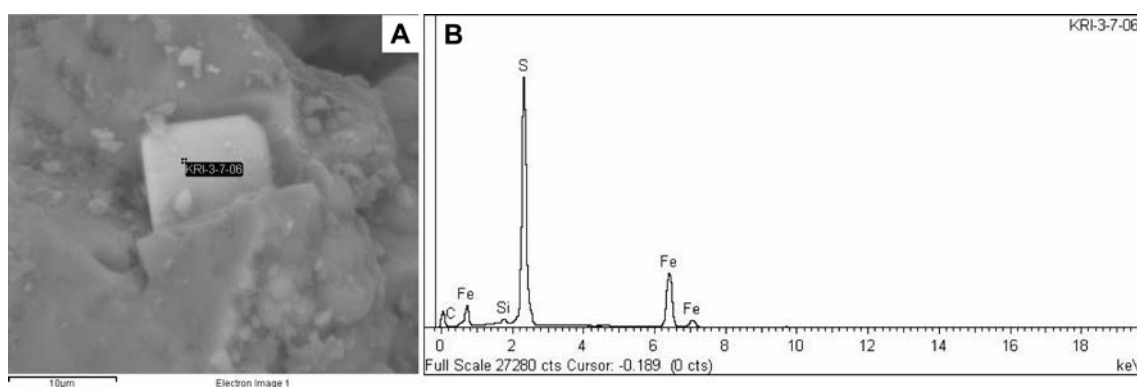 A
KRI-3-7-06
10µm
Electron Image 1
B
KRI-3-7-06
S
Fe
Fe
C
Si
Fe
0 2 4 6 8 10 12 14 16 18
Full Scale 27280 cts Cursor: -0.189 (0 cts)
keV